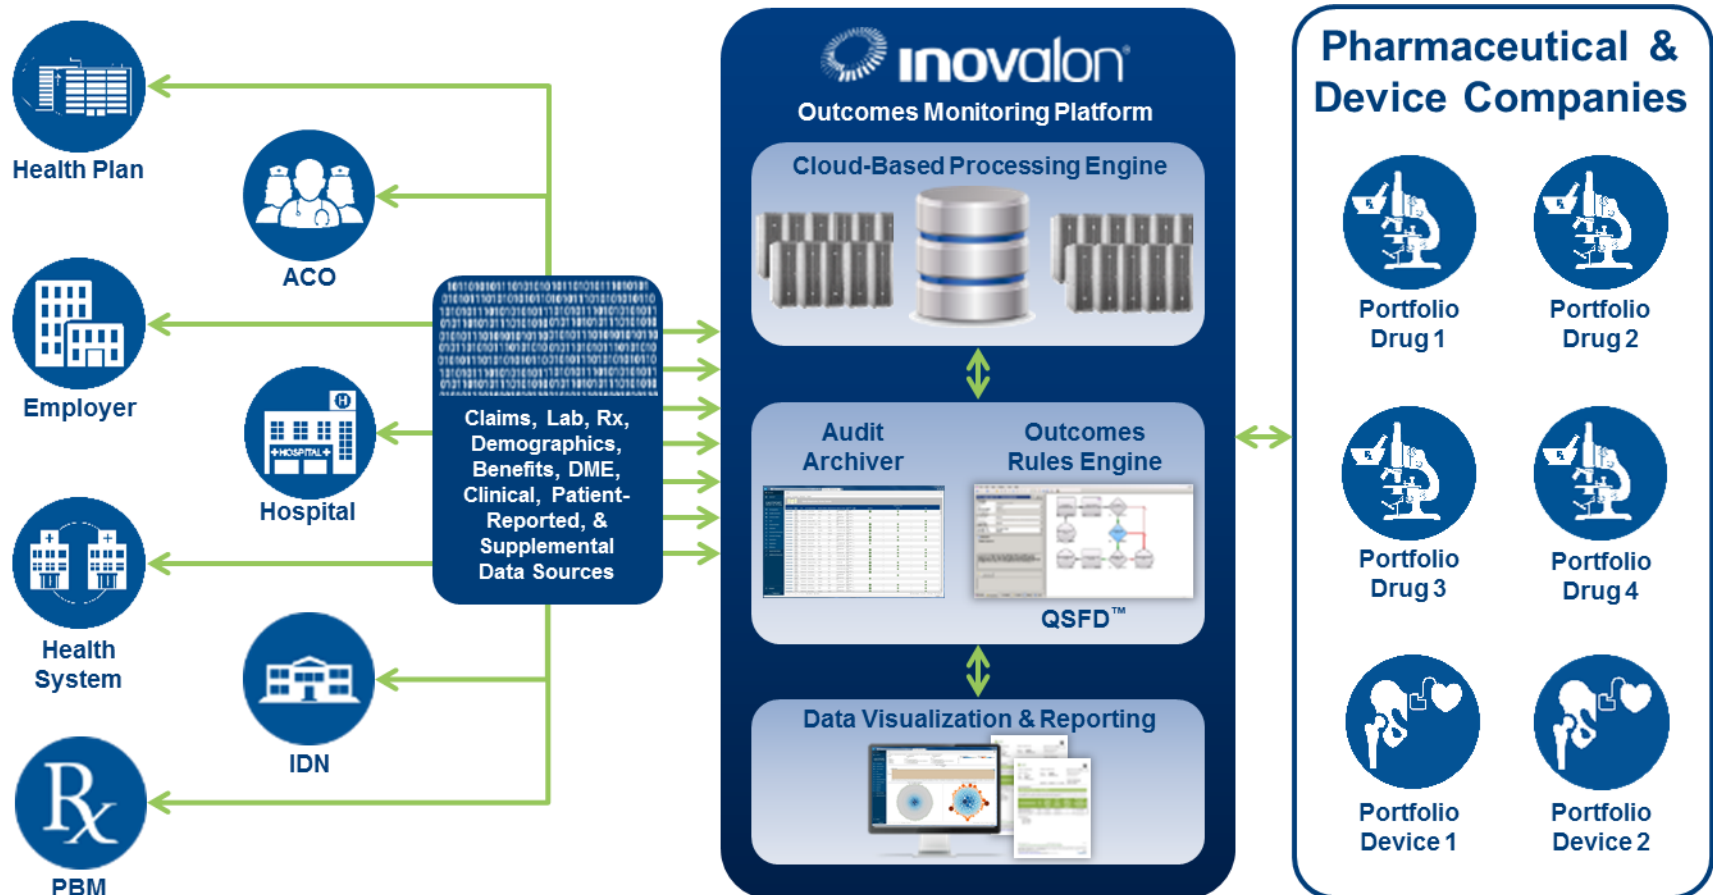 Health Plan
ACO
Employer
+HOSPITAL+
H
Hospital
Health
System
IDN
Rx
PBM
Claims, Lab, Rx,
Demographics,
Benefits, DME,
Clinical, Patient-
Reported, &
Supplemental
Data Sources
inovalon®
Outcomes Monitoring Platform
Cloud-Based Processing Engine
Audit
Archiver
Outcomes
Rules Engine
QSFD™
Data Visualization & Reporting
Pharmaceutical &
Device Companies
Portfolio
Drug 1
Portfolio
Drug 2
Portfolio
Drug 3
Portfolio
Drug 4
Portfolio
Device 1
Portfolio
Device 2